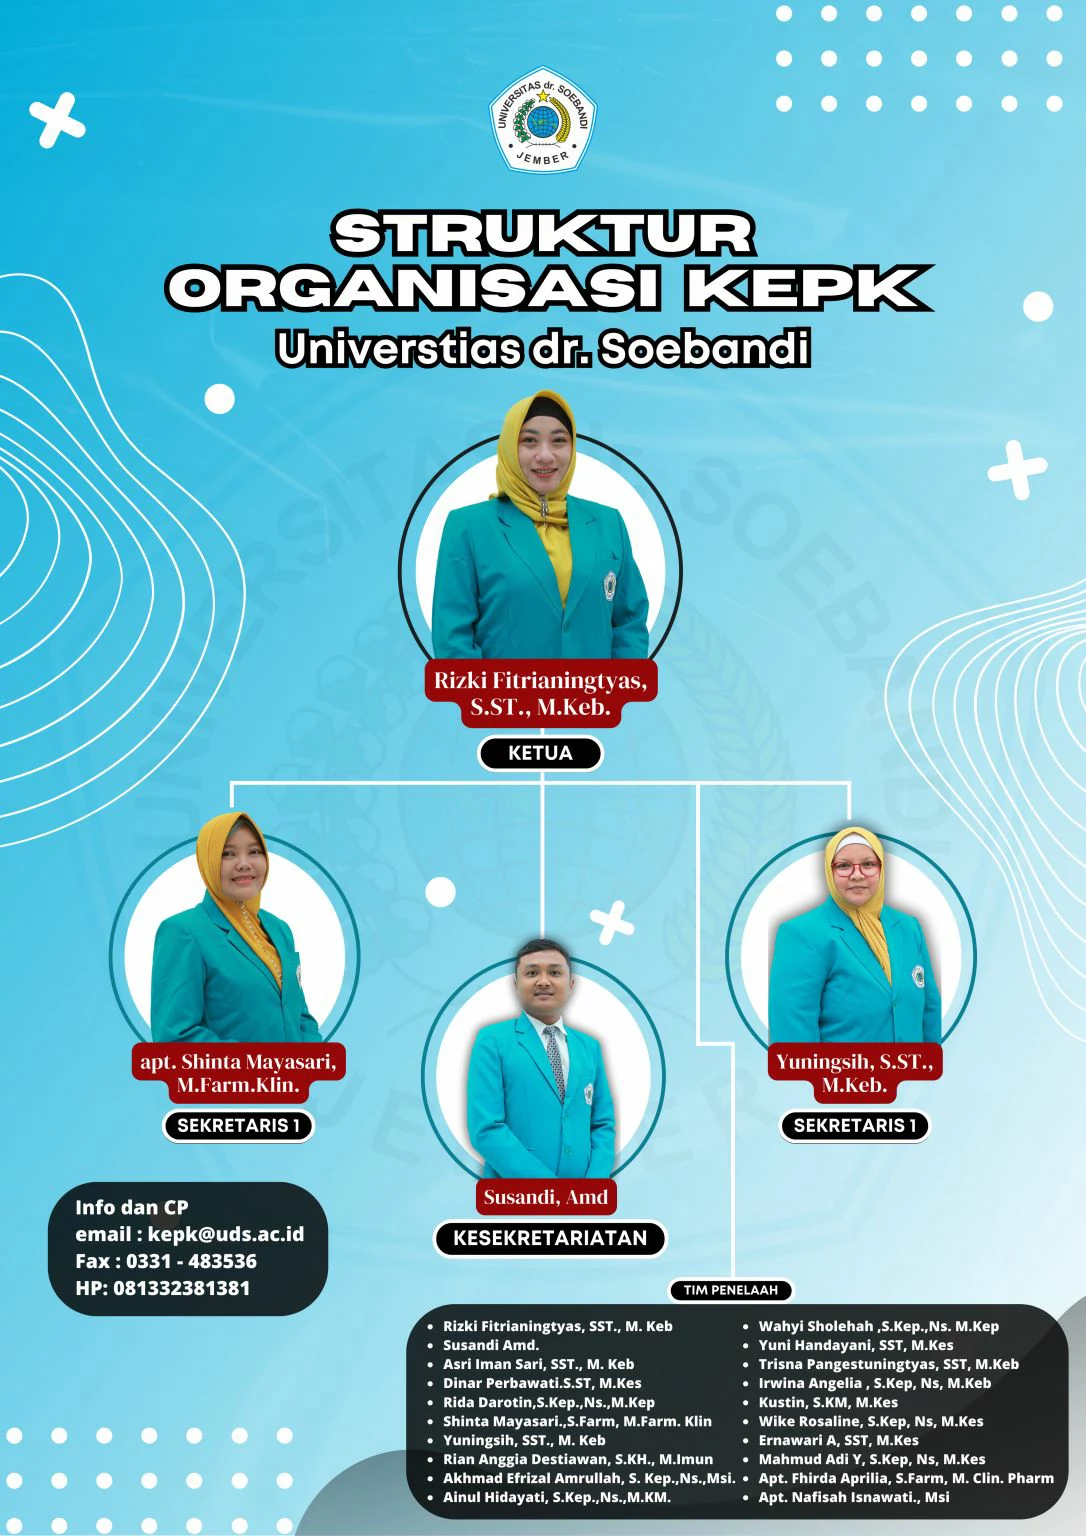 UNIVERSITAS dr. SOEBANDI
JEMBER
STRUKTUR
ORGANISASI KEPK
Universtias dr. Soebandi
Rizki Fitrianingtyas,
S.ST., M.Keb.
KETUA
apt. Shinta Mayasari,
M.Farm.Klin.
SEKRETARIS 1
Yuningsih, S.ST.,
M.Keb.
SEKRETARIS 1
Susandi, Amd
KESEKRETARIATAN
Info dan CP
email : kepk@uds.ac.id
Fax : 0331 - 483536
HP: 081332381381
TIM PENELAAH
• Rizki Fitrianingtyas, SST., M. Keb
• Susandi Amd.
• Asri Iman Sari, SST., M. Keb
• Dinar Perbawati.S.ST, M.Kes
• Rida Darotin,S.Kep.,Ns.,M.Kep
• Shinta Mayasari.,S.Farm, M.Farm. Klin
• Yuningsih, SST., M. Keb
• Rian Anggia Destiawan, S.KH., M.Imun
• Akhmad Efrizal Amrullah, S. Kep.,Ns.,Msi.
• Ainul Hidayati, S.Kep.,Ns.,M.KM.
• Wahyi Sholehah ,S.Kep.,Ns. M.Kep
• Yuni Handayani, SST, M.Kes
• Trisna Pangestuningtyas, SST, M.Keb
• Irwina Angelia , S.Kep, Ns, M.Keb
• Kustin, S.KM, M.Kes
• Wike Rosaline, S.Kep, Ns, M.Kes
• Ernawari A, SST, M.Kes
• Mahmud Adi Y, S.Kep, Ns, M.Kes
• Apt. Fhirda Aprilia, S.Farm, M. Clin. Pharm
• Apt. Nafisah Isnawati., Msi
UNIVERSITAS dr. SOEBANDI
JEMBER